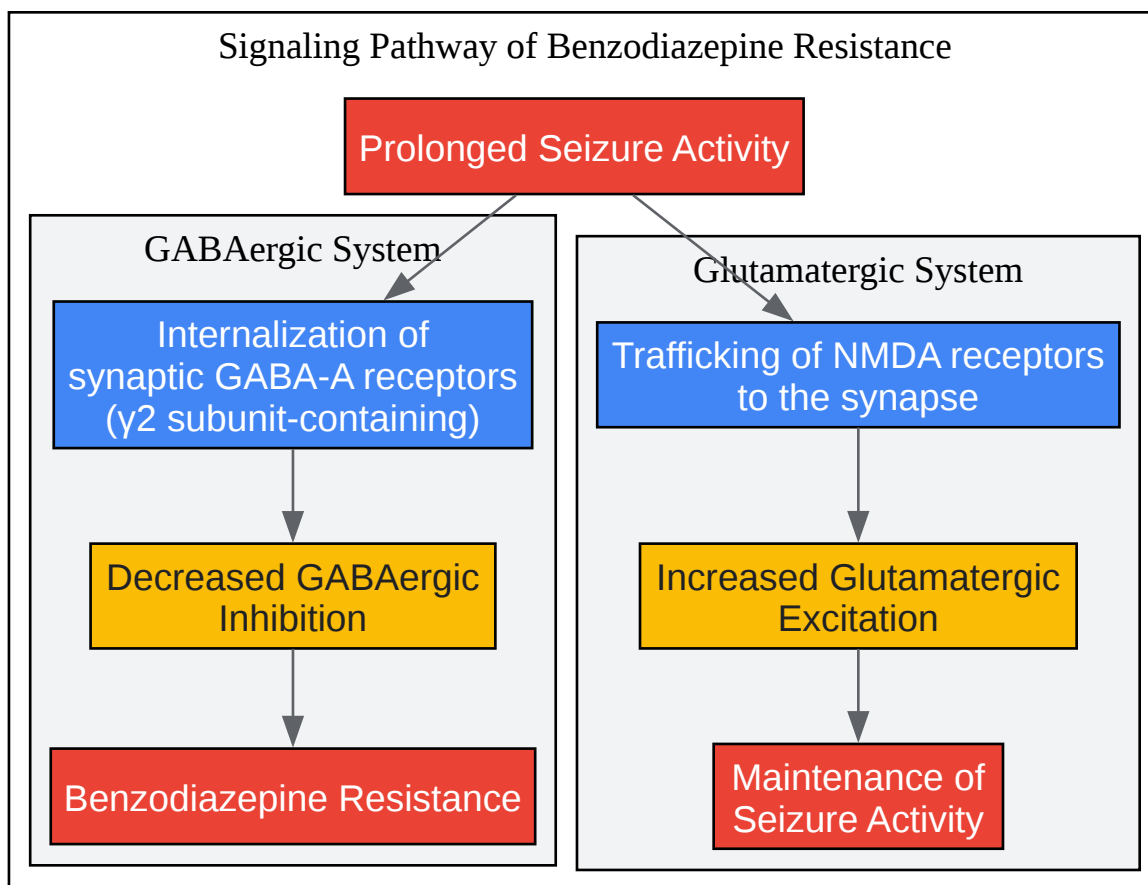 Signaling Pathway of Benzodiazepine Resistance
Prolonged Seizure Activity
GABAergic System
Internalization of
synaptic GABA-A receptors
(γ2 subunit-containing)
Decreased GABAergic
Inhibition
Benzodiazepine Resistance
Glutamatergic System
Trafficking of NMDA receptors
to the synapse
Increased Glutamatergic
Excitation
Maintenance of
Seizure Activity